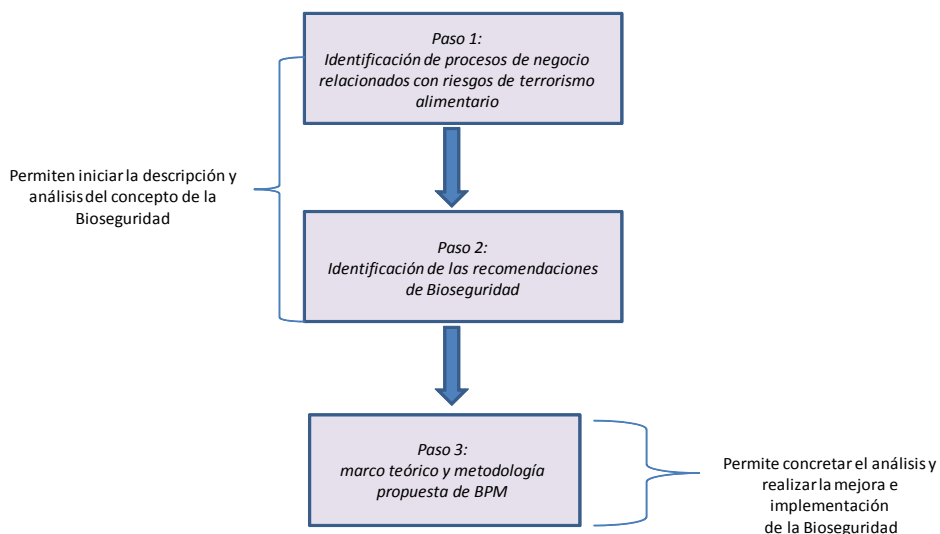 Paso 1:
Identificación de procesos de negocio
relacionados con riesgos de terrorismo
alimentario
Permiten iniciar la descripción y
análisis del concepto de la
Bioseguridad
Paso 2:
Identificación de las recomendaciones
de Bioseguridad
Paso 3:
marco teórico y metodología
propuesta de BPM
Permite concretar el análisis y
realizar la mejora e
implementación
de la Bioseguridad